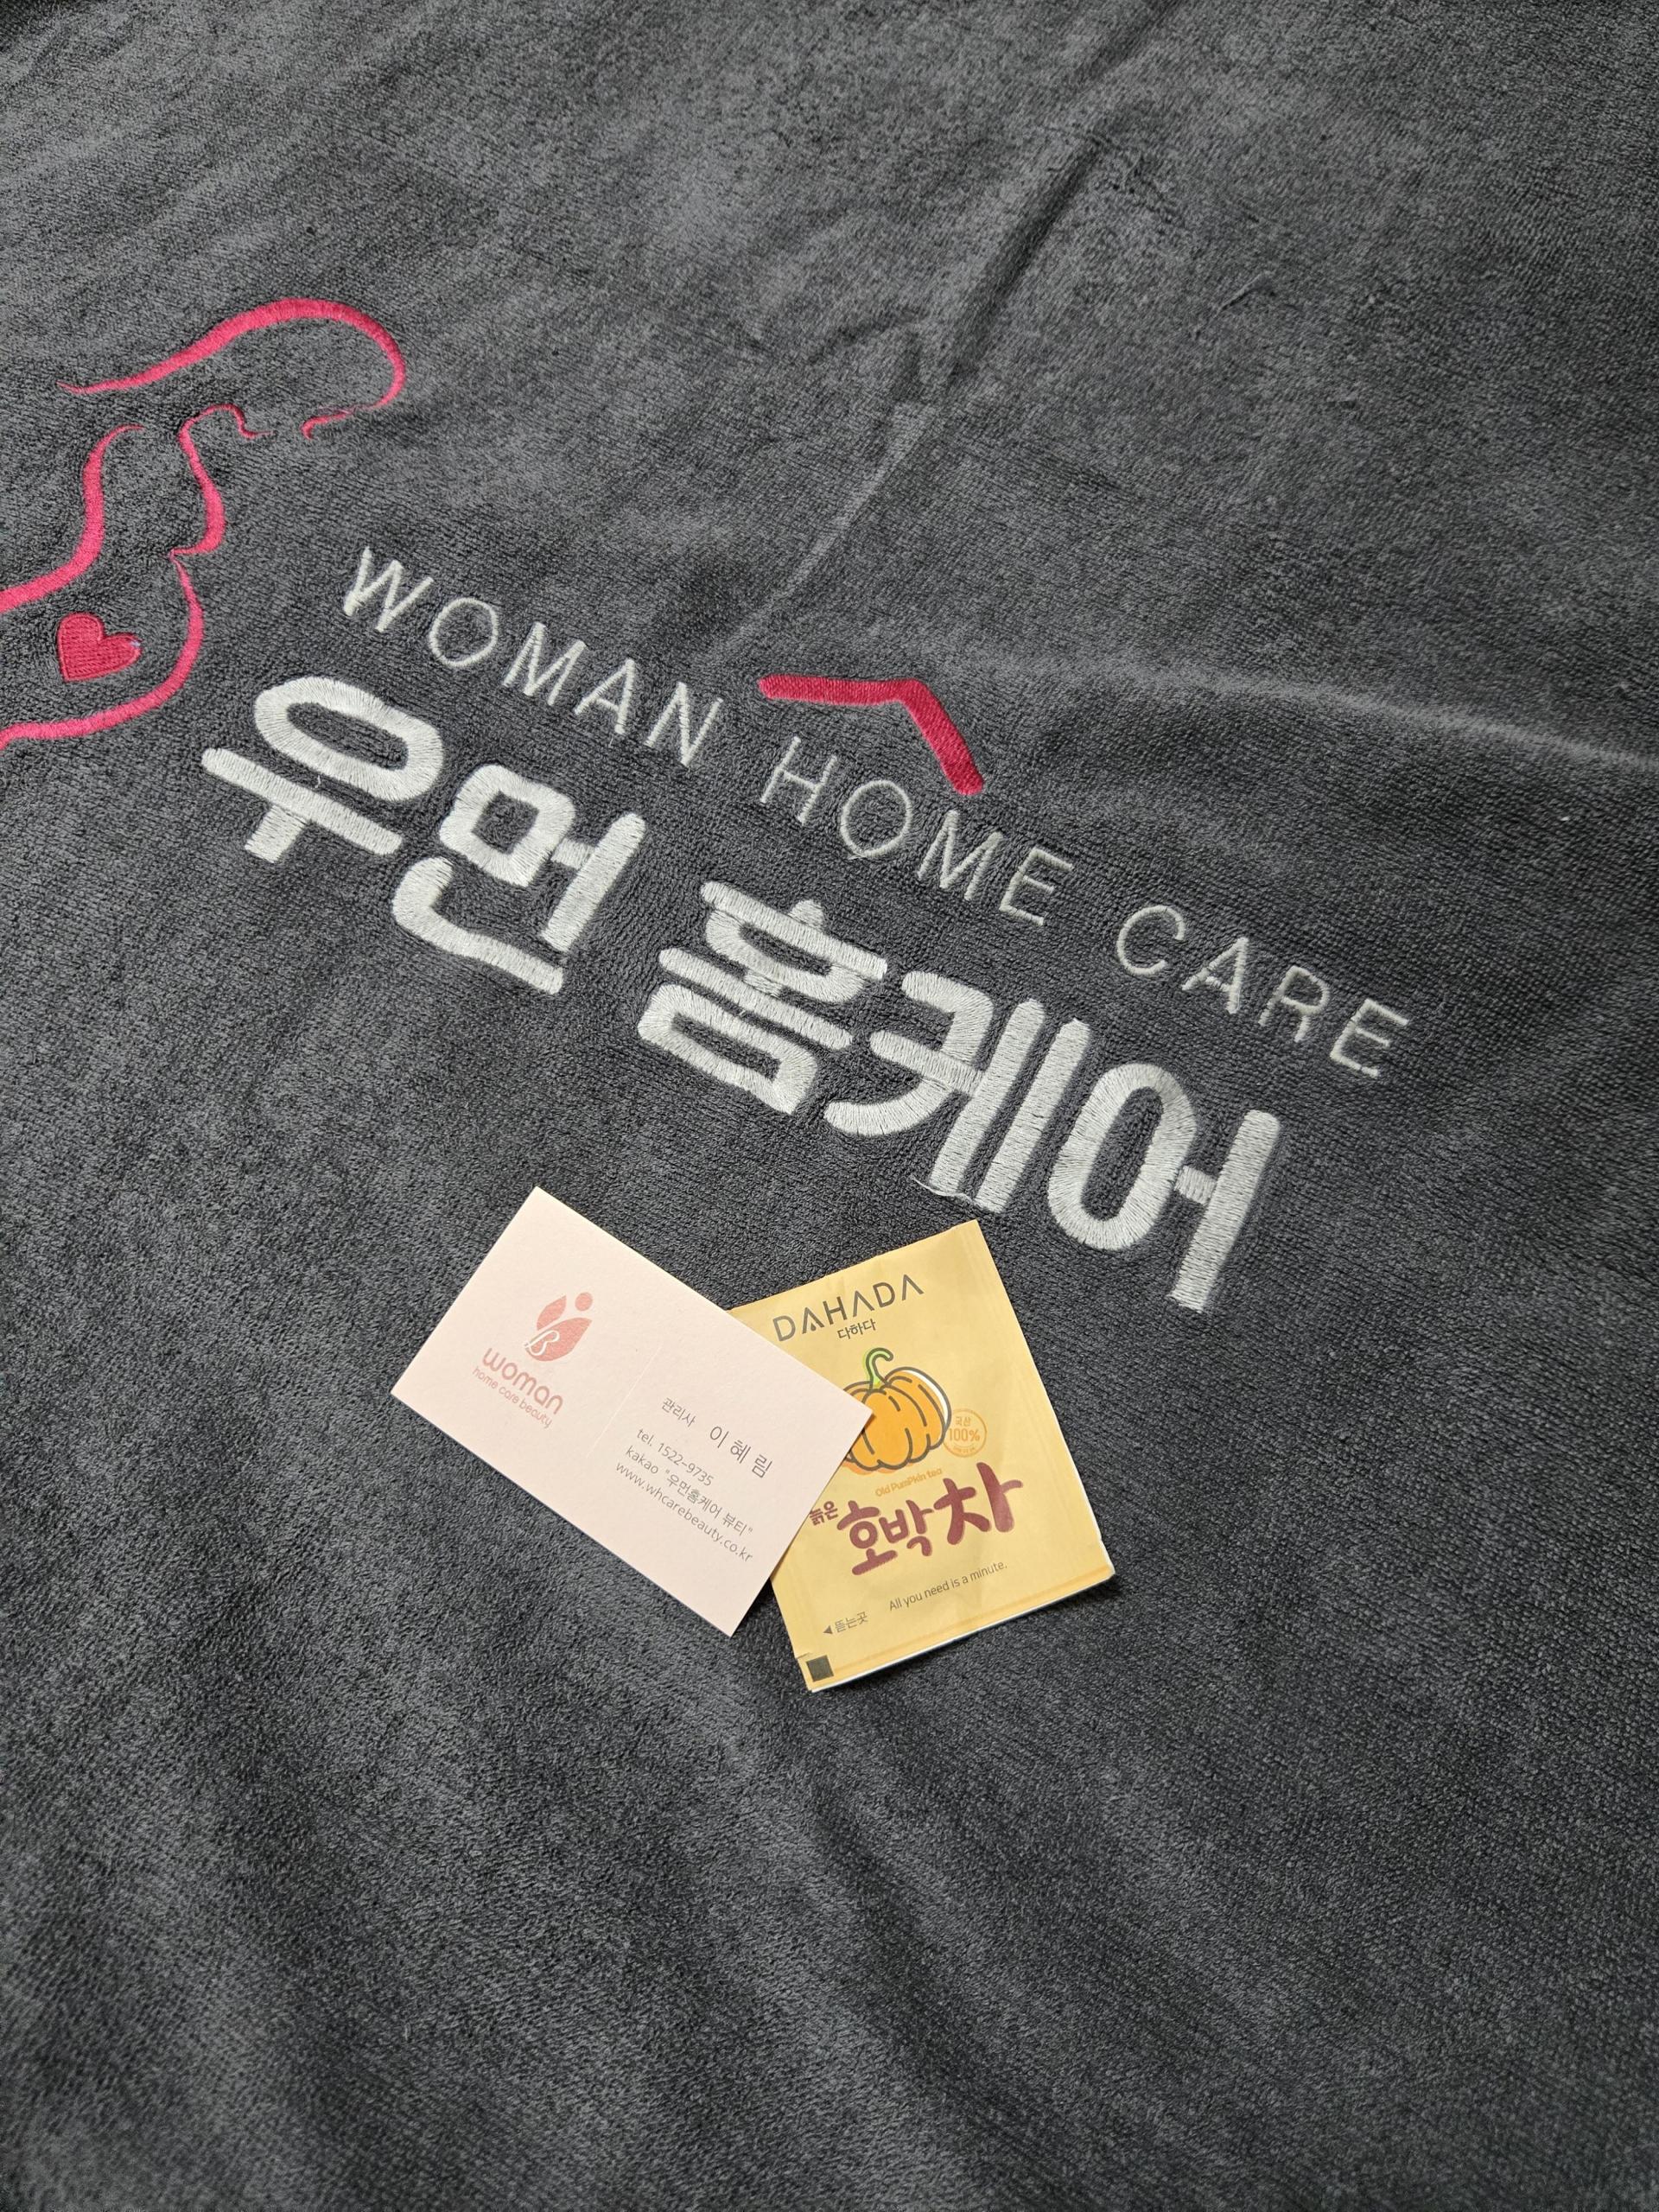 WOMAN HOME CARE
우먼 홈케어
B
woman
home care beauty
관리사 이혜림
tel. 1522-9735
kakao "우먼홈케어 뷰티"
www.whcarebeauty.co.kr
DAHADA
다하다
국산
100%
Old PumPkin tea
늙은
호박차
All you need is a minute.
◀뜯는곳